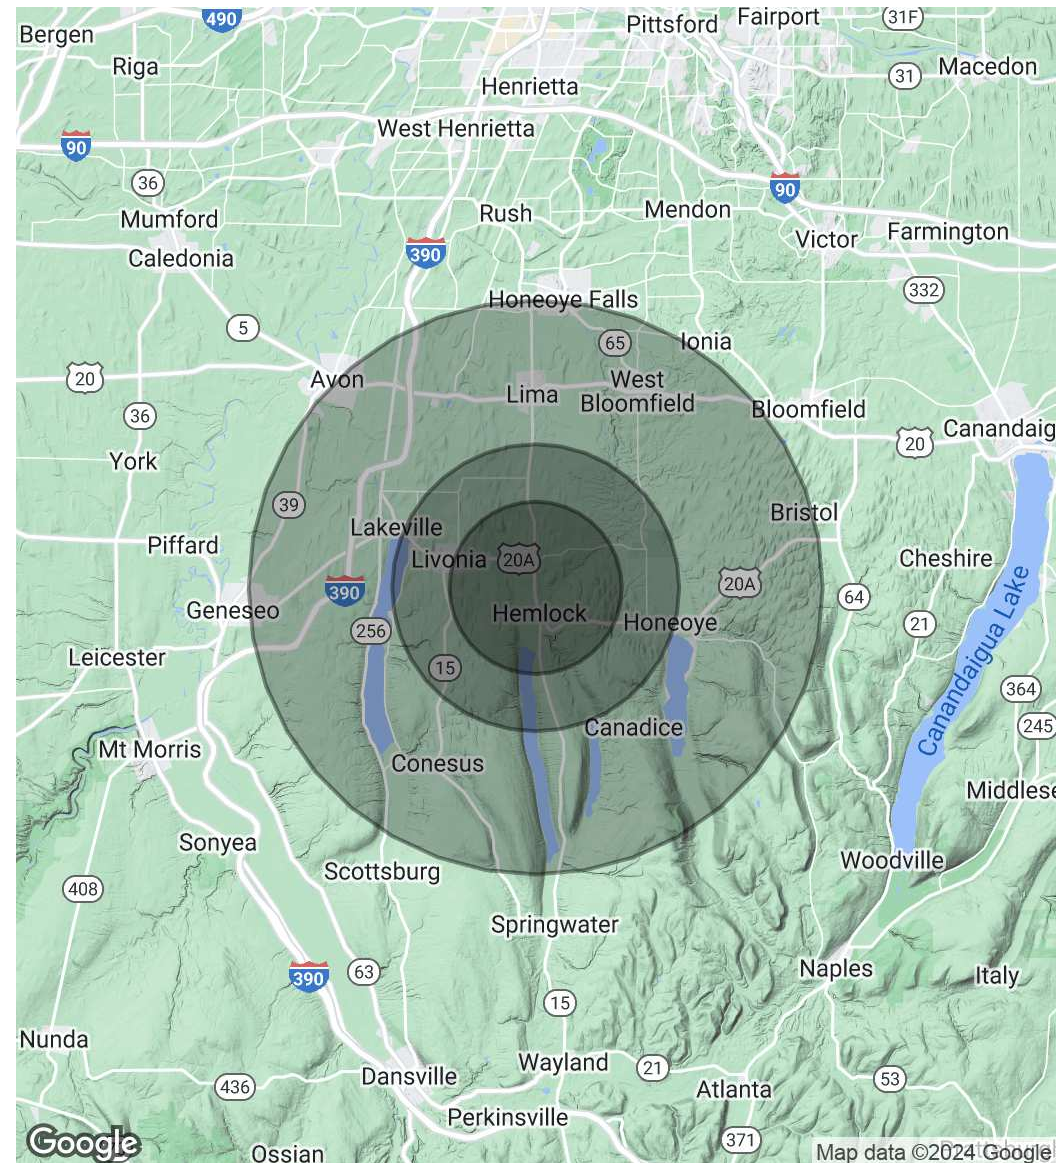 490
Bergen
Pittsford
Fairport
31F
Riga
Macedon
31
Henrietta
West Henrietta
90
36
90
Rush
Mendon
Mumford
Victor
Farmington
Caledonia
390
332
Honeoye Falls
5
65
Ionia
20
Avon
Lima
West
Bloomfield
Bloomfield
36
20
Canandaig
York
39
Bristol
Lakeville
Piffard
Livonia
20A
Cheshire
20A
390
64
Geneseo
Hemlock
Honeoye
21
256
Leicester
15
Canandaigua Lake
364
245
Canadice
Mt Morris
Conesus
Middlese
Sonyea
Woodville
Scottsburg
408
Springwater
Naples
Italy
390
63
15
Nunda
Wayland
21
Dansville
53
436
Atlanta
Perkinsville
371
Google
Ossian
Map data ©2024 Google